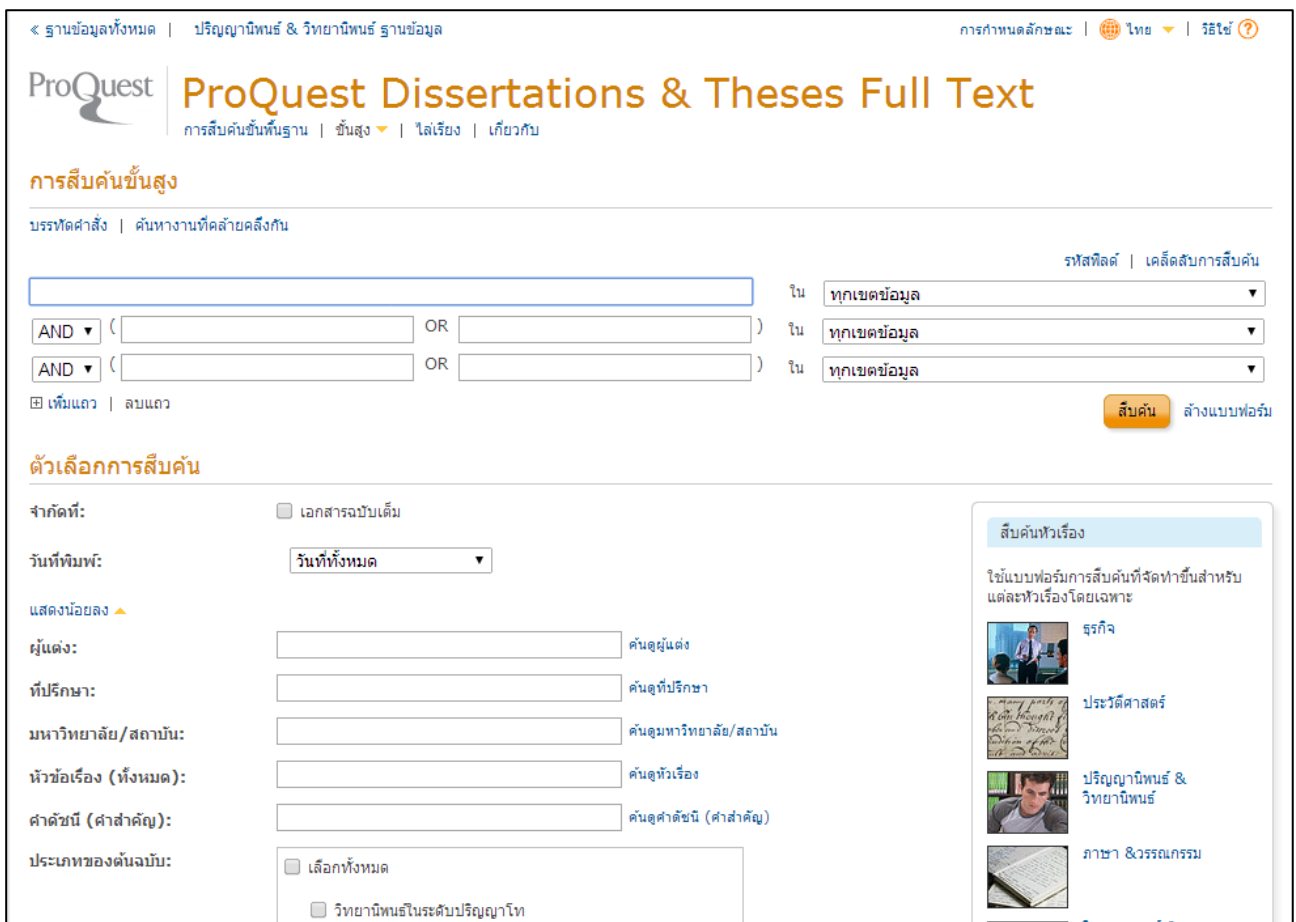 « ฐานข้อมูลทั้งหมด | ปริญญานิพนธ์ & วิทยานิพนธ์ ฐานข้อมูล
การกำหนดลักษณะ | ไทย | วิธีใช้ ?
ProQuest
ProQuest Dissertations & Theses Full Text
การสืบค้นขั้นพื้นฐาน | ขั้นสูง | ไล่เรียง | เกี่ยวกับ
การสืบค้นขั้นสูง
บรรทัดคำสั่ง | ค้นหางานที่คล้ายคลึงกัน
รหัสฟิลด์ | เคล็ดลับการสืบค้น
ใน ทุกเขตข้อมูล
AND ( OR ) ใน ทุกเขตข้อมูล
AND ( OR ) ใน ทุกเขตข้อมูล
เพิ่มแถว | ลบแถว
สืบค้น ล้างแบบฟอร์ม
ตัวเลือกการสืบค้น
จำกัดที่: เอกสารฉบับเต็ม
วันที่พิมพ์: วันที่ทั้งหมด
แสดงน้อยลง
ผู้แต่ง: ค้นดูผู้แต่ง
ที่ปรึกษา: ค้นดูที่ปรึกษา
มหาวิทยาลัย/สถาบัน: ค้นดูมหาวิทยาลัย/สถาบัน
หัวข้อเรื่อง (ทั้งหมด): ค้นดูหัวเรื่อง
คำดัชนี (คำสำคัญ): ค้นดูคำดัชนี (คำสำคัญ)
ประเภทของต้นฉบับ: เลือกทั้งหมด
วิทยานิพนธ์ในระดับปริญญาโท
สืบค้นหัวเรื่อง
ใช้แบบฟอร์มการสืบค้นที่จัดทำขึ้นสำหรับ
แต่ละหัวเรื่องโดยเฉพาะ
ธุรกิจ
ประวัติศาสตร์
ปริญญานิพนธ์ &
วิทยานิพนธ์
ภาษา &วรรณกรรม